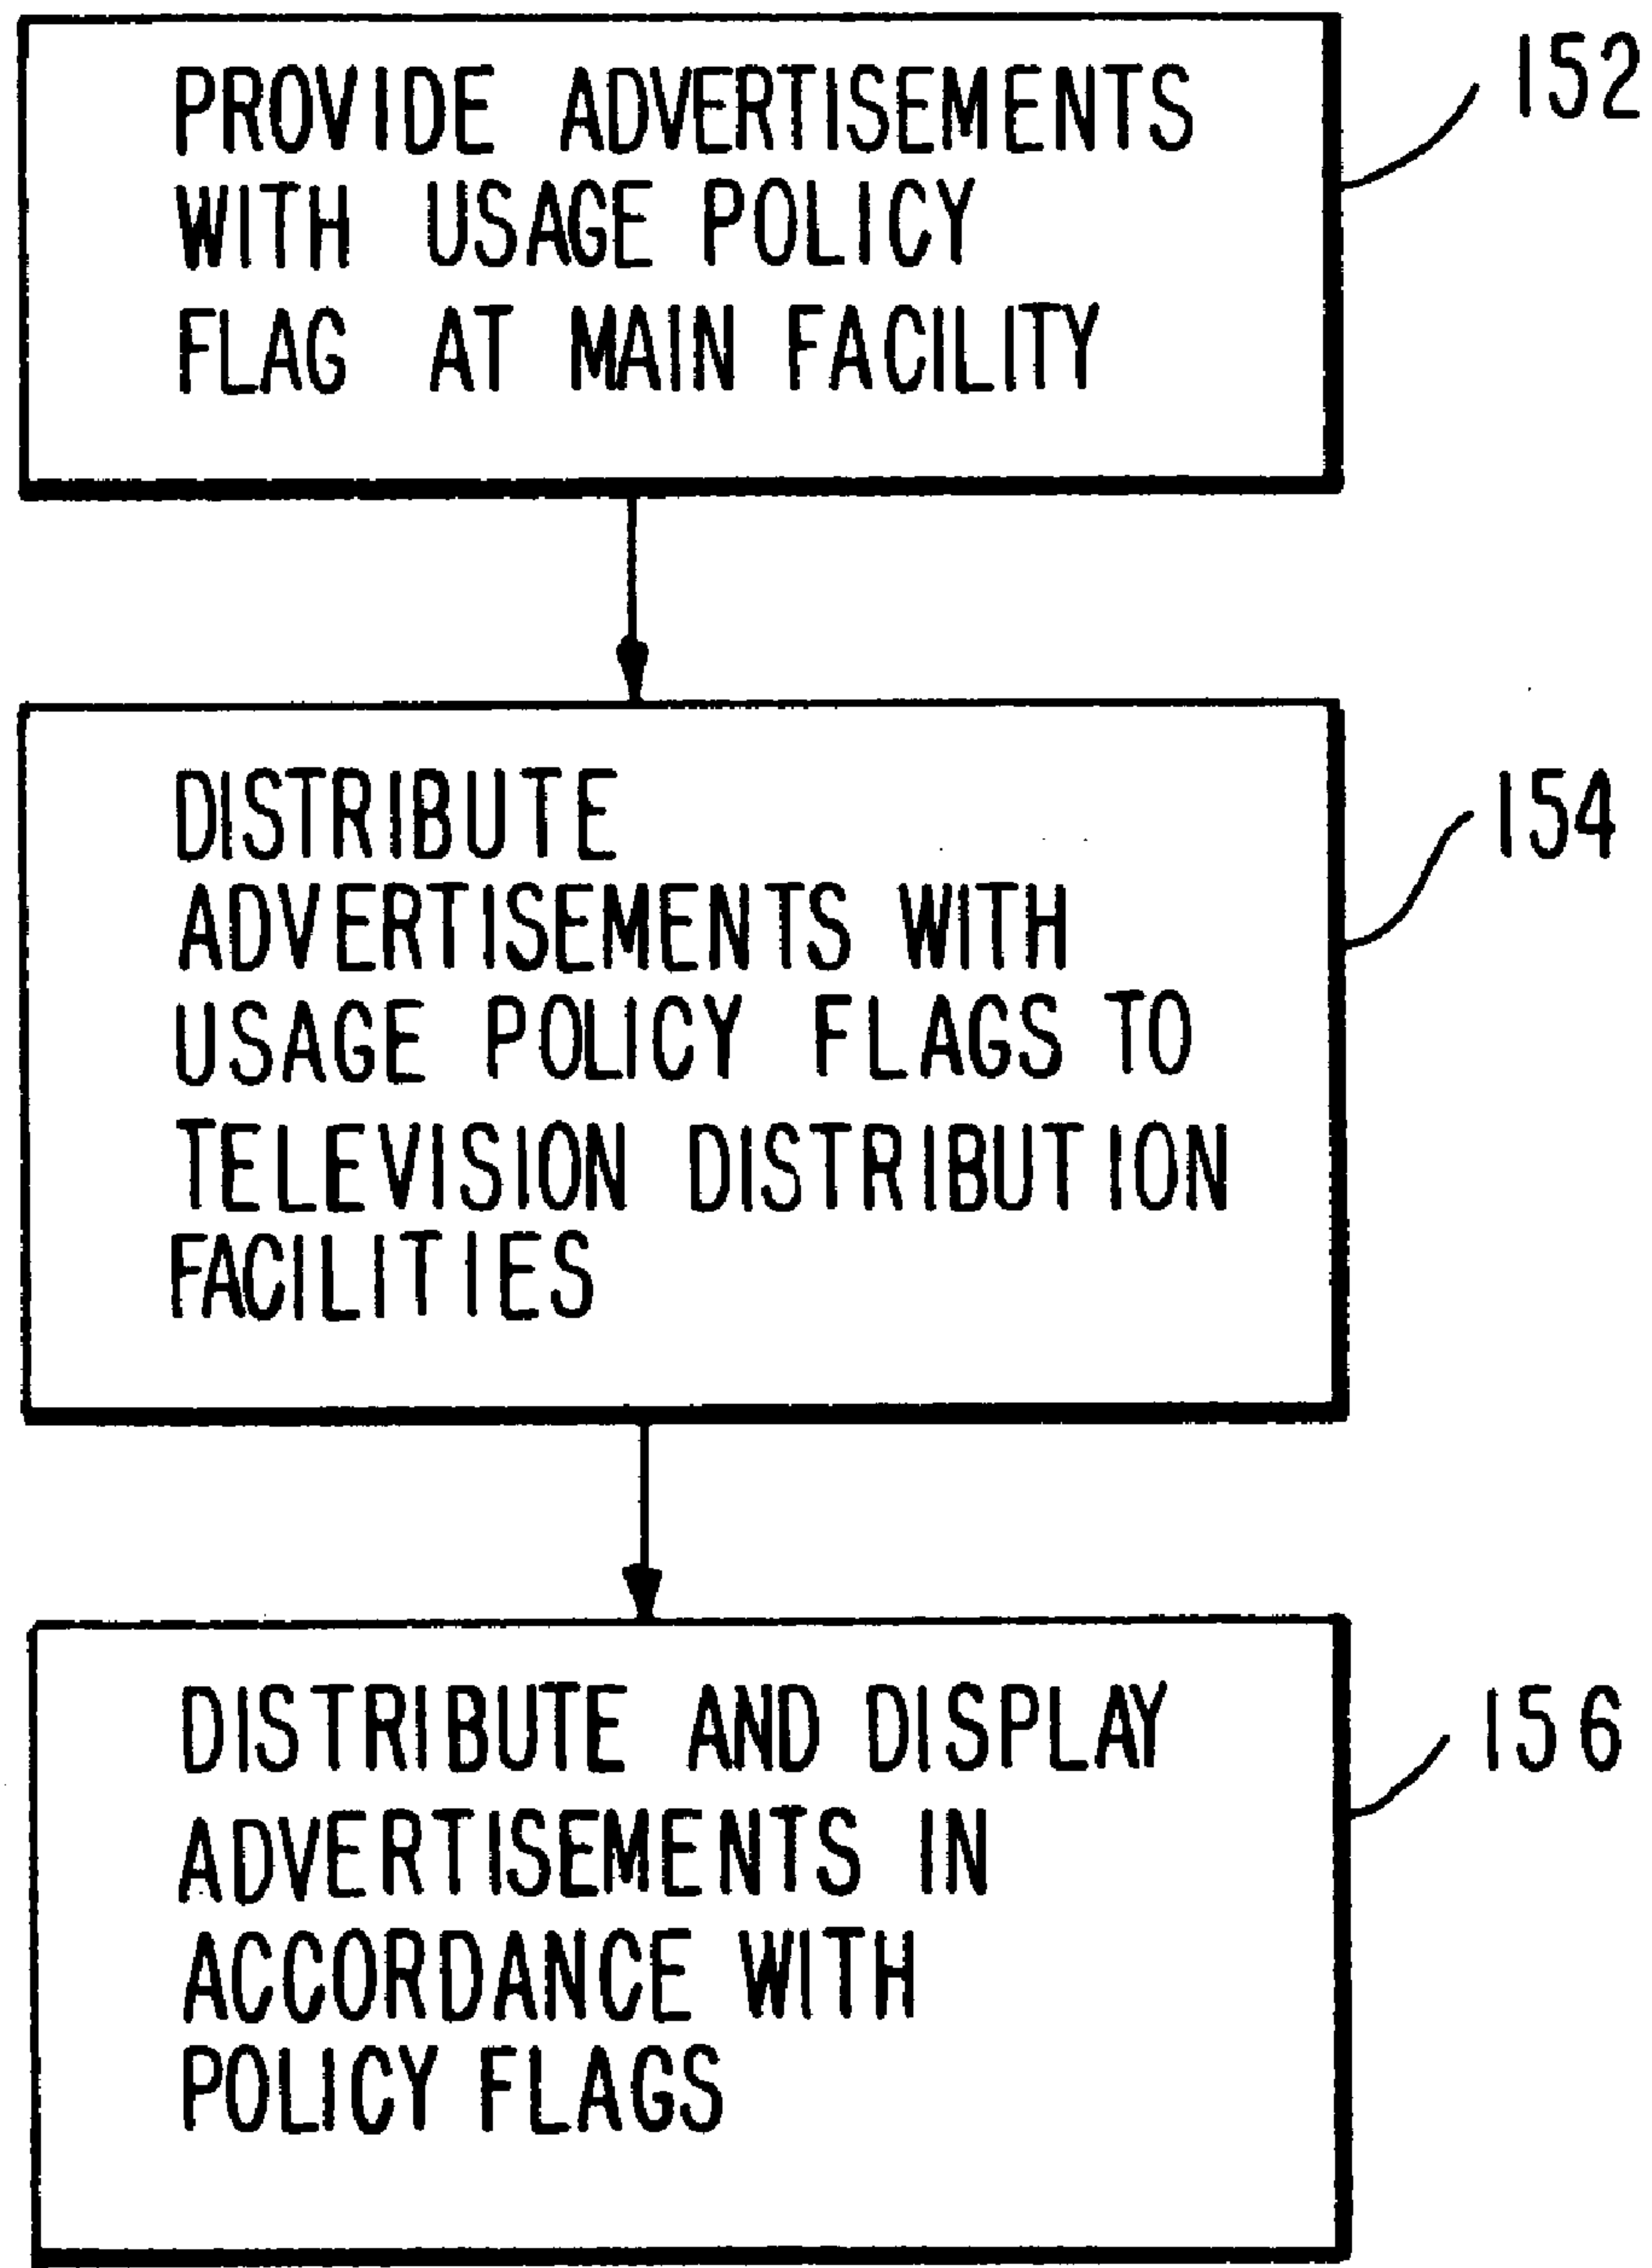 PROVIDE ADVERTISEMENTS
WITH USAGE POLICY
FLAG AT MAIN FACILITY
152
DISTRIBUTE
ADVERTISEMENTS WITH
USAGE POLICY FLAGS TO
TELEVISION DISTRIBUTION
FACILITIES
154
DISTRIBUTE AND DISPLAY
ADVERTISEMENTS IN
ACCORDANCE WITH
POLICY FLAGS
156